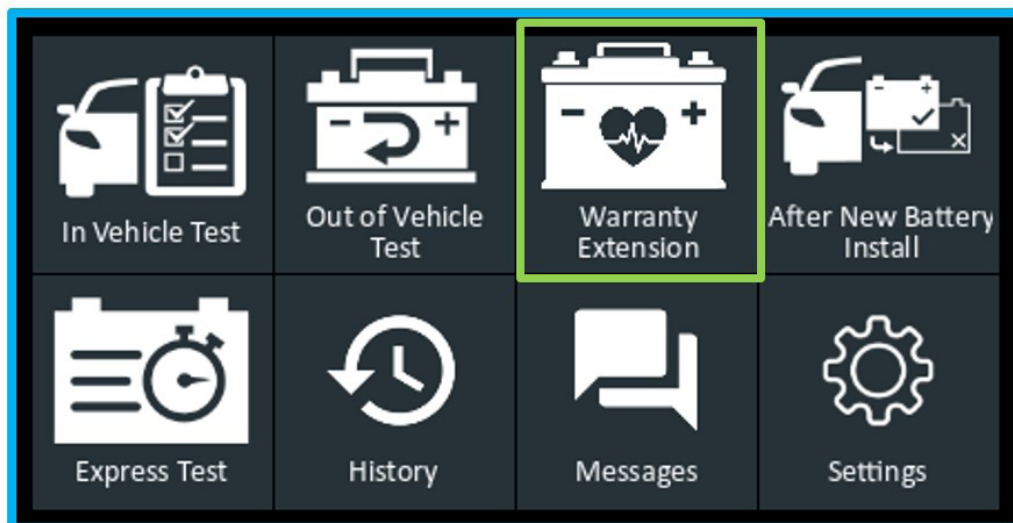 In Vehicle Test
Out of Vehicle
Test
Warranty
Extension
After New Battery
Install
Express Test
History
Messages
Settings